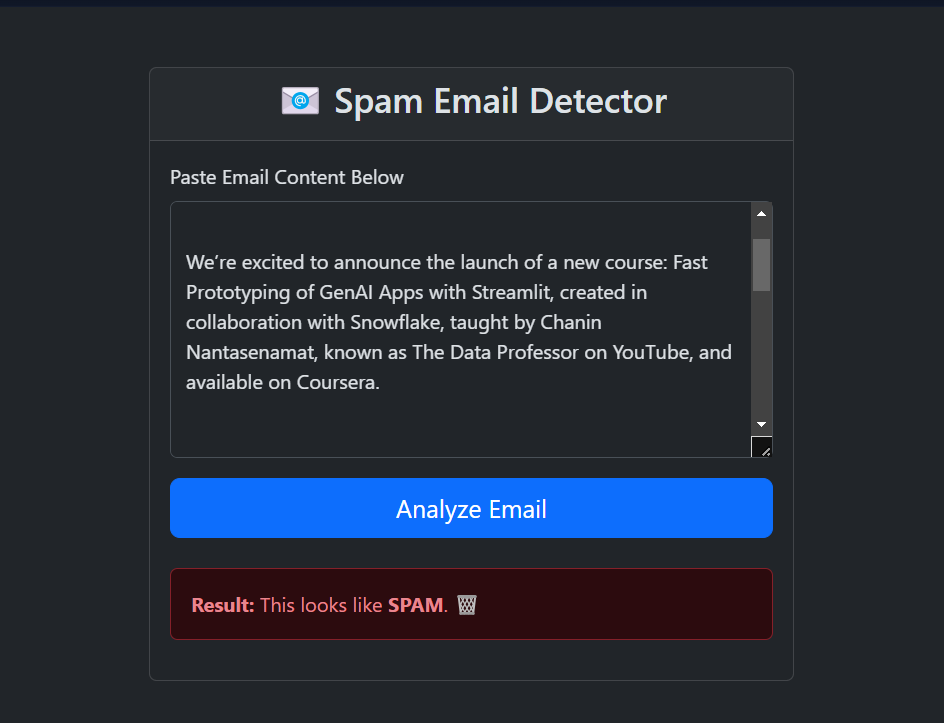 Spam Email Detector
Paste Email Content Below
We're excited to announce the launch of a new course: Fast
Prototyping of GenAI Apps with Streamlit, created in
collaboration with Snowflake, taught by Chanin
Nantasenamat, known as The Data Professor on YouTube, and
available on Coursera.
Analyze Email
Result: This looks like SPAM.